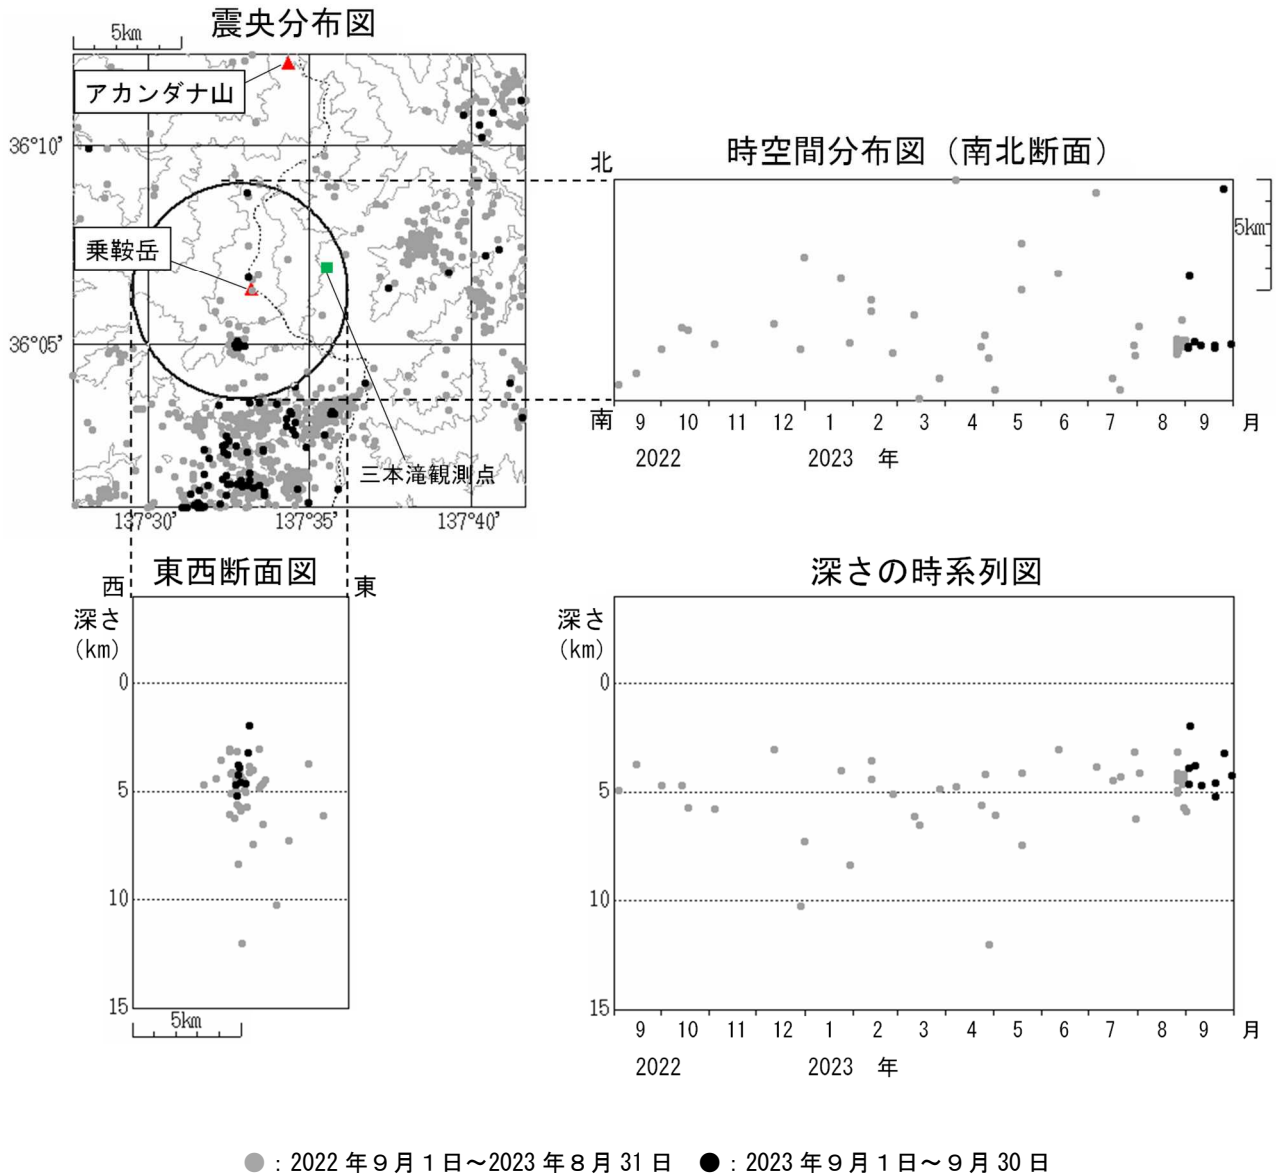 震央分布図
5km
アカンダナ山
36°10’
乗鞍岳
36°05’
三本滝観測点
137°30’ 137°35’ 137°40’
時空間分布図（南北断面）
北
5km
南
9 10 11 12 1 2 3 4 5 6 7 8 9 月
2022 2023 年
東西断面図
西 東
深さ
(km)
0
5
10
15
5km
深さの時系列図
深さ
(km)
0
5
10
15
9 10 11 12 1 2 3 4 5 6 7 8 9 月
2022 2023 年
：2022年９月１日～2023年８月31日 ：2023年９月１日～９月30日